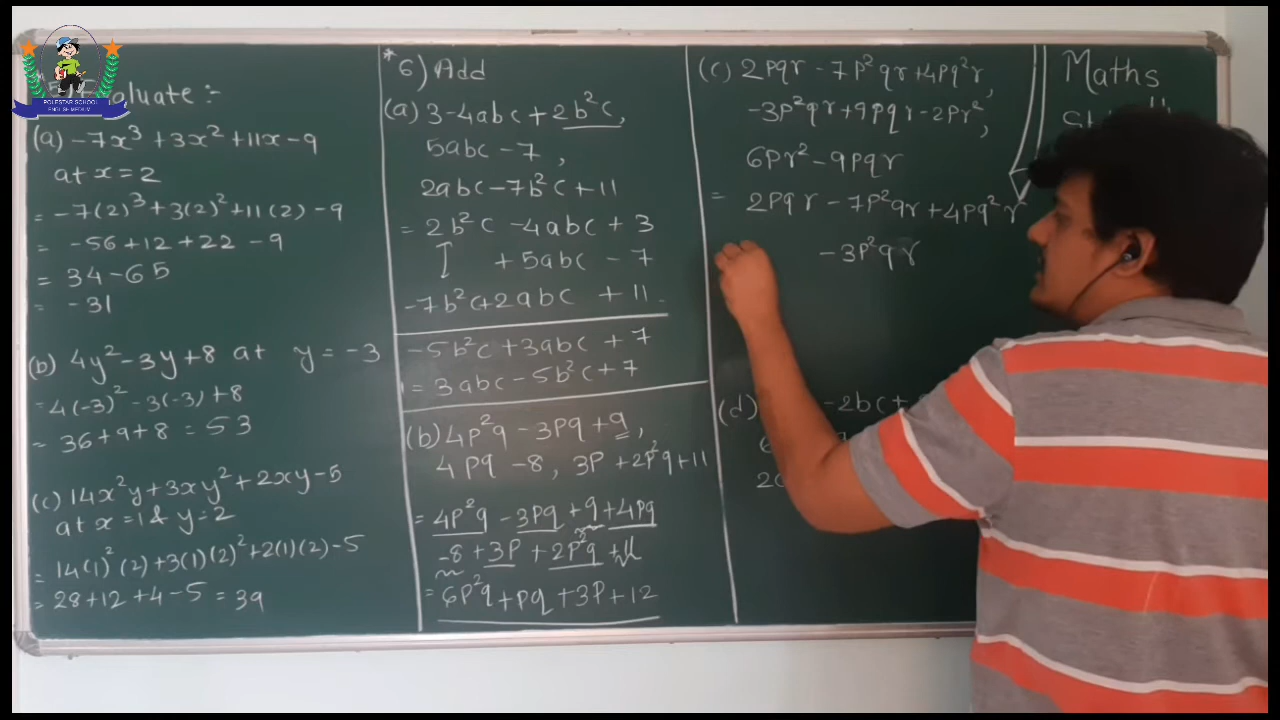 POLESTAR SCHOOL
ENGLISH MEDIUM
aluate :-
(a) -7x³ + 3x² + 11x - 9
at x = 2
= -7(2)³ + 3(2)² + 11(2) - 9
= -56 + 12 + 22 - 9
= 34 - 65
= -31
(b) 4y² - 3y + 8 at y = -3
= 4(-3)² - 3(-3) + 8
= 36 + 9 + 8 = 53
(c) 14x²y + 3xy² + 2xy - 5
at x = 1 & y = 2
= 14(1)²(2) + 3(1)(2)² + 2(1)(2) - 5
= 28 + 12 + 4 - 5 = 39
*6) Add
(a) 3 - 4abc + 2b²c,
5abc - 7,
2abc - 7b²c + 11
= 2b²c - 4abc + 3
+ 5abc - 7
-7b²c + 2abc + 11
-5b²c + 3abc + 7
= 3abc - 5b²c + 7
(b) 4p²q - 3pq + 9,
4pq - 8, 3p + 2p²q + 11
= 4p²q - 3pq + 9 + 4pq
-8 + 3p + 2p²q + 11
= 6p²q + pq + 3p + 12
(c) 2pqr - 7p²qr + 4pq²r,
-3p²qr + 9pqr - 2pr²,
6pr² - 9pqr
= 2pqr - 7p²qr + 4pq²r
- 3p²qr
(d) - 2bc +
Maths